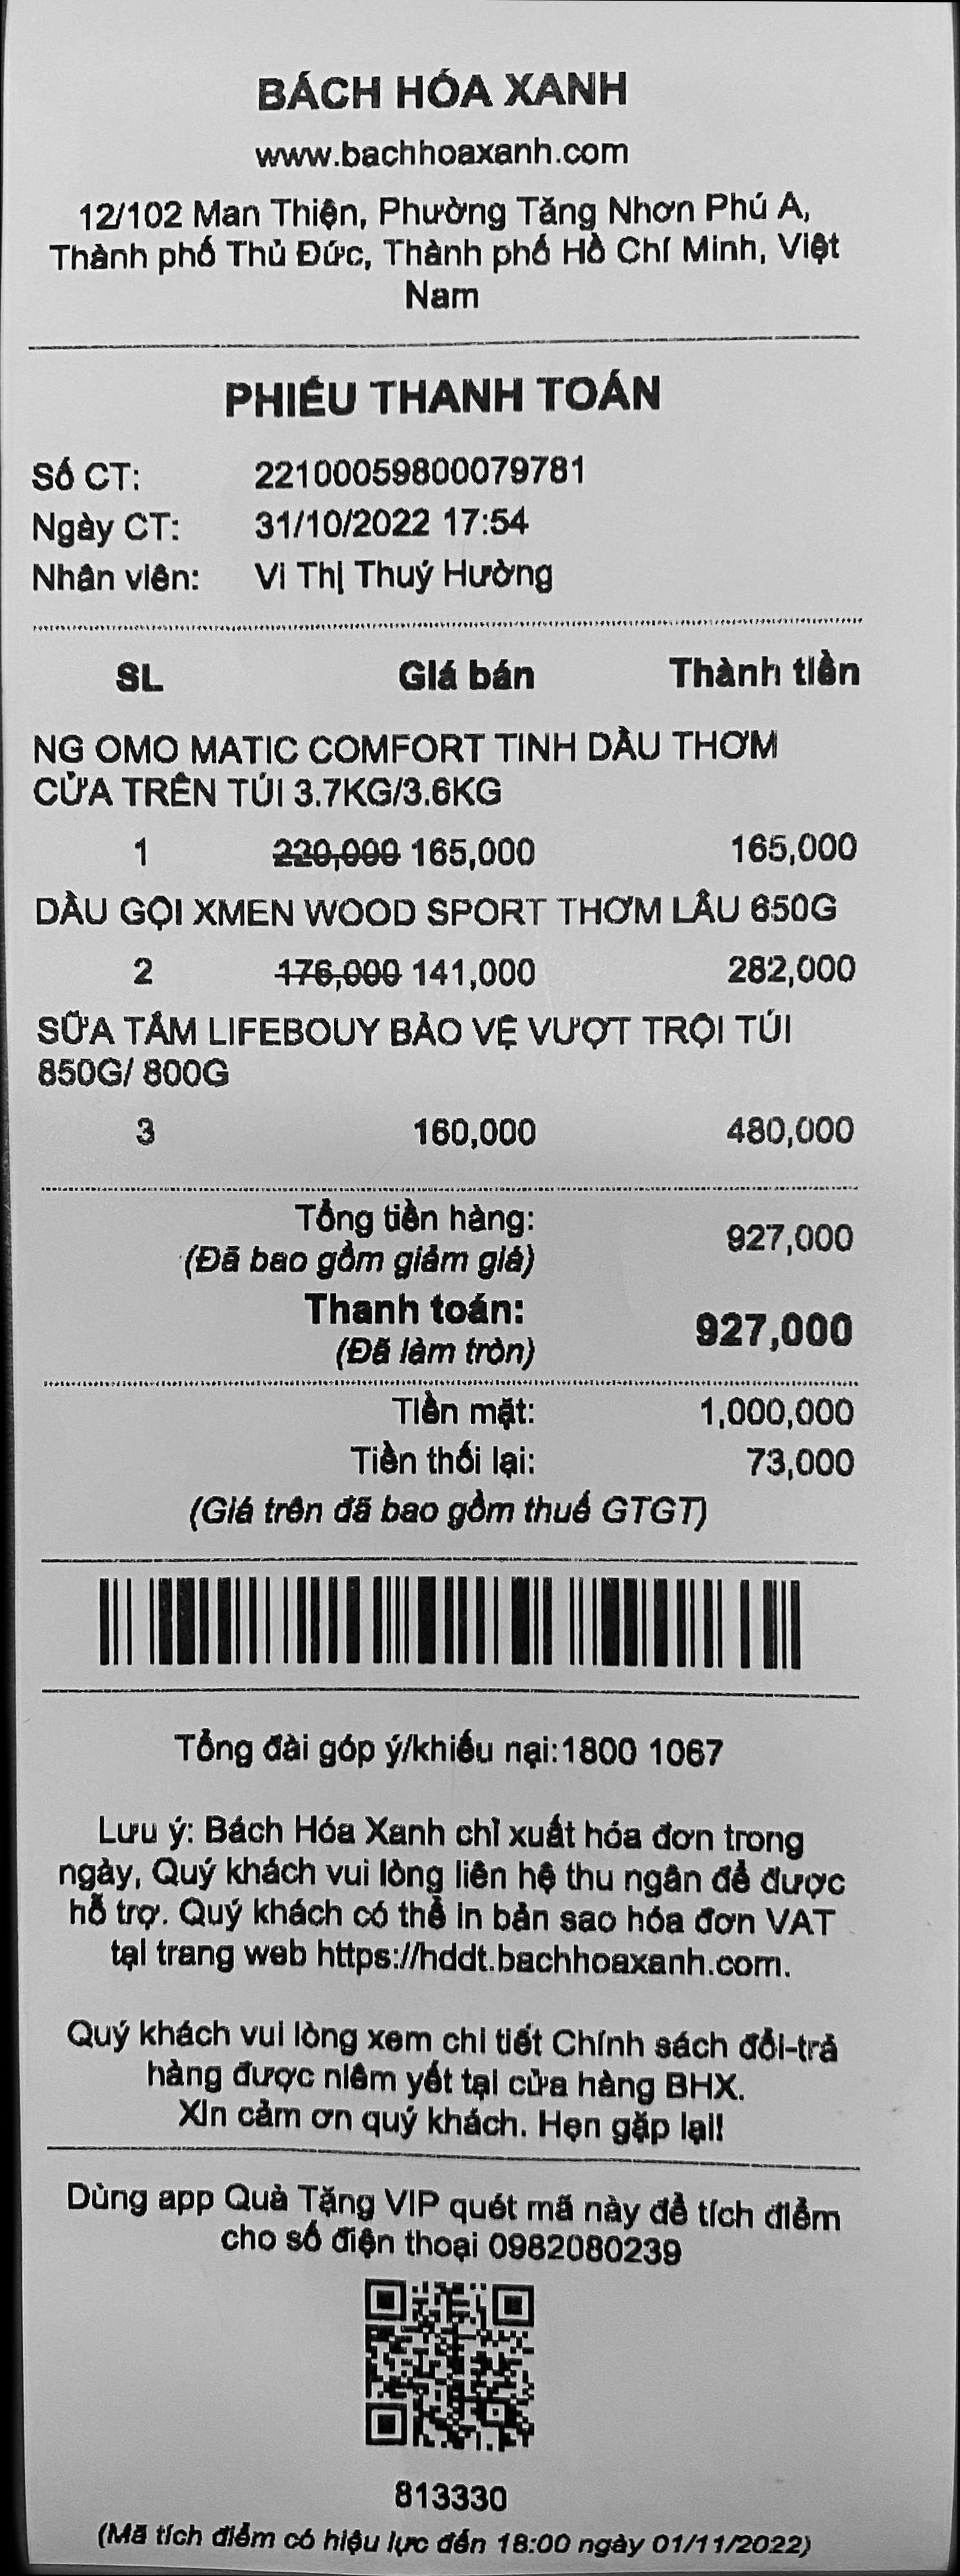 BÁCH HÓA XANH
www.bachhoaxanh.com
12/102 Man Thiện, Phường Tăng Nhơn Phú A,
Thành phố Thủ Đức, Thành phố Hồ Chí Minh, Việt
Nam
PHIẾU THANH TOÁN
Số CT: 22100059800079781
Ngày CT: 31/10/2022 17:54
Nhân viên: Vi Thị Thuý Hường
SL Giá bán Thành tiền
NG OMO MATIC COMFORT TINH DẦU THƠM
CỬA TRÊN TÚI 3.7KG/3.6KG
1 220,000 165,000 165,000
DẦU GỌI XMEN WOOD SPORT THƠM LÂU 650G
2 176,000 141,000 282,000
SỮA TẮM LIFEBOUY BẢO VỆ VƯỢT TRỘI TÚI
850G/ 800G
3 160,000 480,000
Tổng tiền hàng: 927,000
(Đã bao gồm giảm giá)
Thanh toán: 927,000
(Đã làm tròn)
Tiền mặt: 1,000,000
Tiền thối lại: 73,000
(Giá trên đã bao gồm thuế GTGT)
Tổng đài góp ý/khiếu nại:1800 1067
Lưu ý: Bách Hóa Xanh chỉ xuất hóa đơn trong
ngày, Quý khách vui lòng liên hệ thu ngân để được
hỗ trợ. Quý khách có thể in bản sao hóa đơn VAT
tại trang web https://hddt.bachhoaxanh.com.
Quý khách vui lòng xem chi tiết Chính sách đổi-trả
hàng được niêm yết tại cửa hàng BHX.
Xin cảm ơn quý khách. Hẹn gặp lại!
Dùng app Quà Tặng VIP quét mã này để tích điểm
cho số điện thoại 0982080239
813330
(Mã tích điểm có hiệu lực đến 18:00 ngày 01/11/2022)